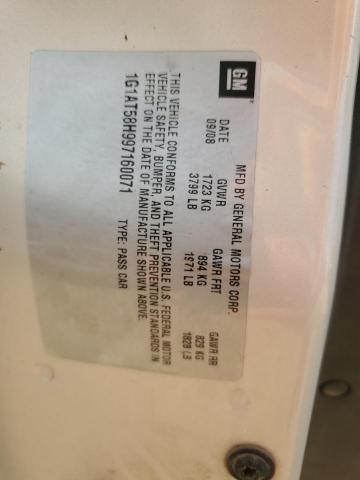 GM
MFD BY GENERAL MOTORS CORP.
DATE GVWR GAWR FRT GAWR RR
09/08 1723 KG 894 KG 829 KG
3799 LB 1971 LB 1828 LB
THIS VEHICLE CONFORMS TO ALL APPLICABLE U.S. FEDERAL MOTOR
VEHICLE SAFETY, BUMPER, AND THEFT PREVENTION STANDARDS IN
EFFECT ON THE DATE OF MANUFACTURE SHOWN ABOVE.
1G1AT58H997160071 TYPE: PASS CAR